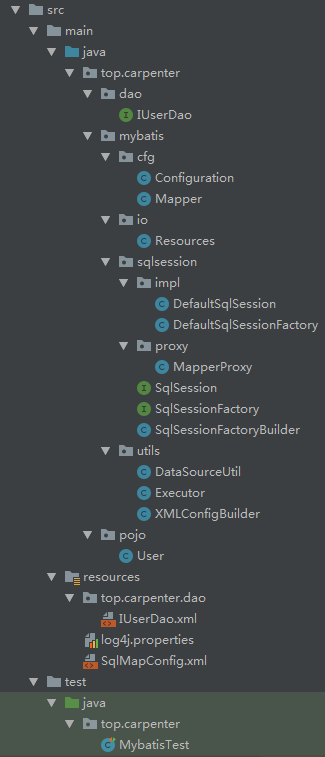 src
main
java
top.carpenter
dao
IUserDao
mybatis
cfg
Configuration
Mapper
io
Resources
sqlsession
impl
DefaultSqlSession
DefaultSqlSessionFactory
proxy
MapperProxy
SqlSession
SqlSessionFactory
SqlSessionFactoryBuilder
utils
DataSourceUtil
Executor
XMLConfigBuilder
pojo
User
resources
top.carpenter.dao
IUserDao.xml
log4j.properties
SqlMapConfig.xml
test
java
top.carpenter
MybatisTest